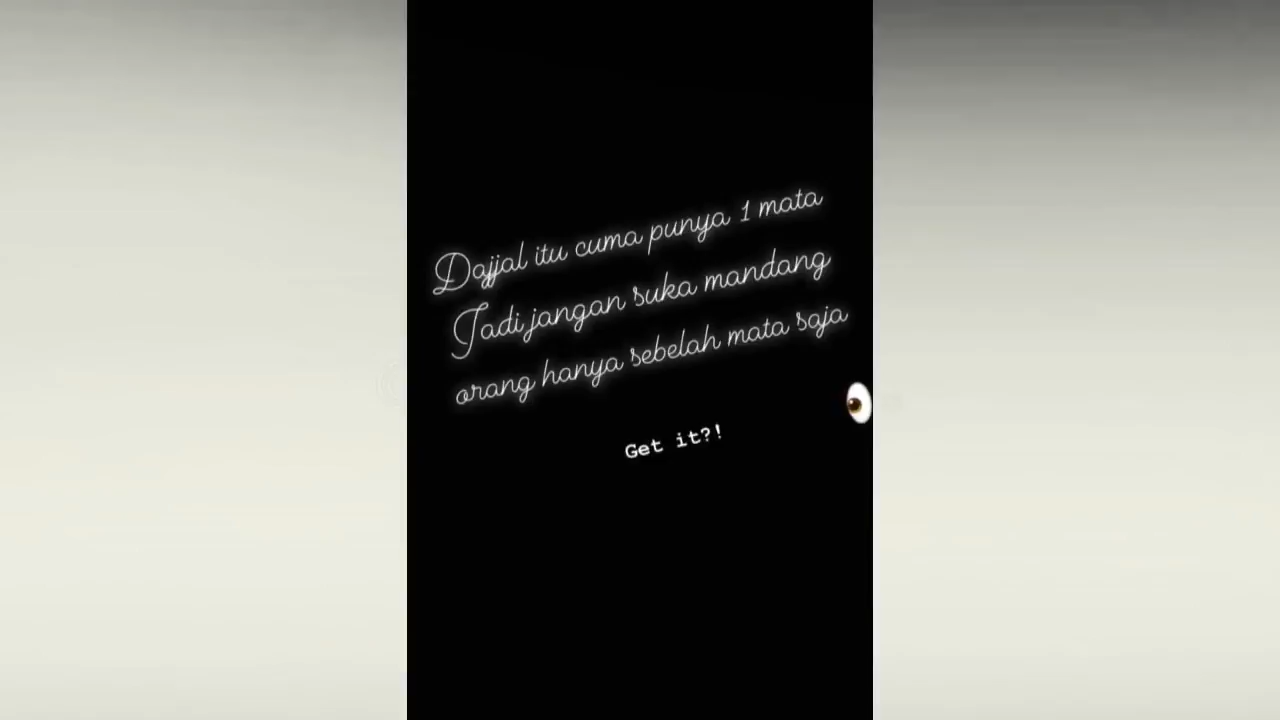 Dajjal itu cuma punya 1 mata
Jadi jangan suka mandang
orang hanya sebelah mata saja
Get it?!